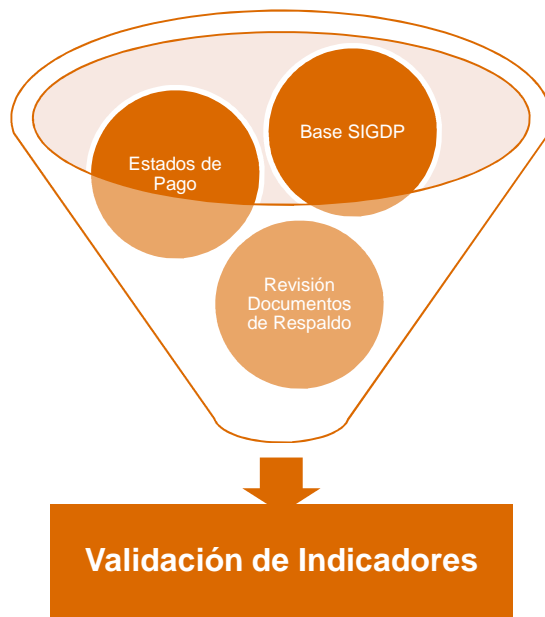 Base SIGDP
Estados de
Pago
Revisión
Documentos
de Respaldo
Validación de Indicadores